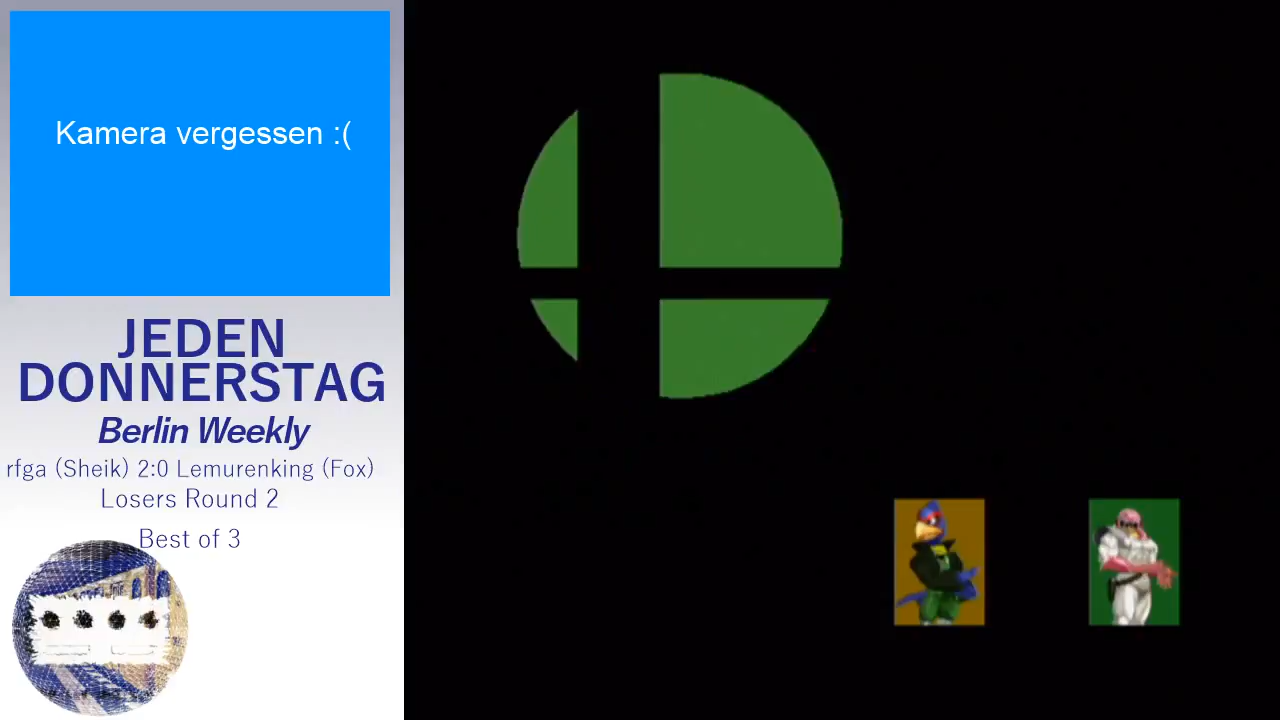 Kamera vergessen :(
JEDEN
DONNERSTAG
Berlin Weekly
rfga (Sheik) 2:0 Lemurenking (Fox)
Losers Round 2
Best of 3